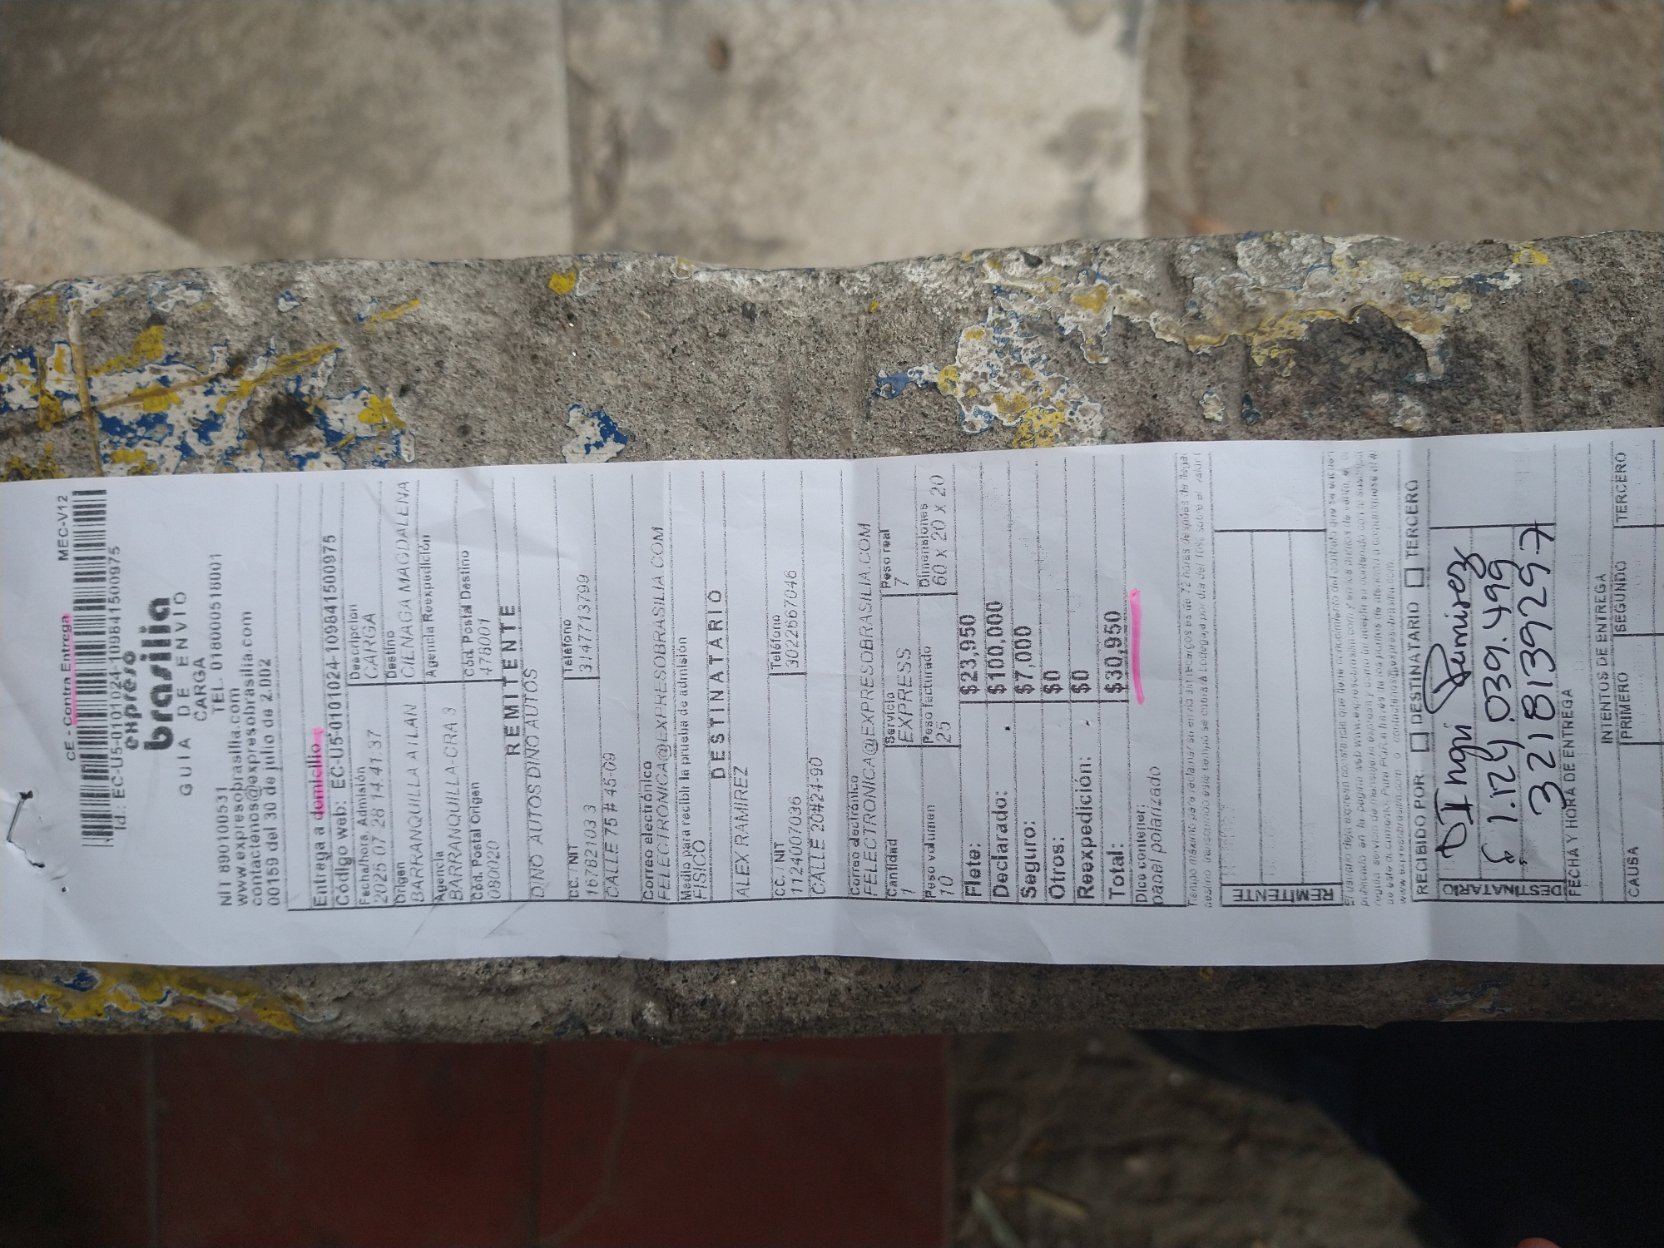 CE - Contra Entrega MEC-V12
Id.: EC-U5-0101024-109841500975
expreso
brasilia
GUIA DE ENVIO
CARGA
NIT 890100531 TEL. 018000518001
www.expresobrasilia.com
contactenos@expresobrasilia.com
00159 del 30 de julio de 2.002
Entrega a domicilio
Código web: EC-U5-0101024-109841500975
Fecha/hora Admisión Descripción
2025-07-28 14:41:37 CARGA
Origen Destino
BARRANQUILLA ATLAN CIENAGA MAGDALENA
Agencia Agencia Reexpedición
BARRANQUILLA-CRA 3
Cód. Postal Origen Cód. Postal Destino
080020 478001
REMITENTE
DINO AUTOS DINO AUTOS
CC. / NIT Teléfono
16782103 3 3147713799
CALLE 75 # 45-09
Correo electrónico
FELECTRONICA@EXPRESOBRASILIA.COM
Medio para recibir la prueba de admisión
FISICO
DESTINATARIO
ALEX RAMIREZ
CC. / NIT Teléfono
1124007036 3022667046
CALLE 20#24-90
Correo electrónico
FELECTRONICA@EXPRESOBRASILIA.COM
Cantidad Servicio Peso real
1 EXPRESS 7
Peso volumen Peso facturado Dimensiones
10 25 60 x 20 x 20
Flete: $23,950
Declarado: $100,000
Seguro: $7,000
Otros: $0
Reexpedición: $0
Total: $30,950
Dice contener:
papel polarizado
REMITENTE
RECIBIDO POR DESTINATARIO TERCERO
DESTINATARIO
Ramirez
1.124,039.499
3218139297
FECHA Y HORA DE ENTREGA
INTENTOS DE ENTREGA
CAUSA PRIMERO SEGUNDO TERCERO